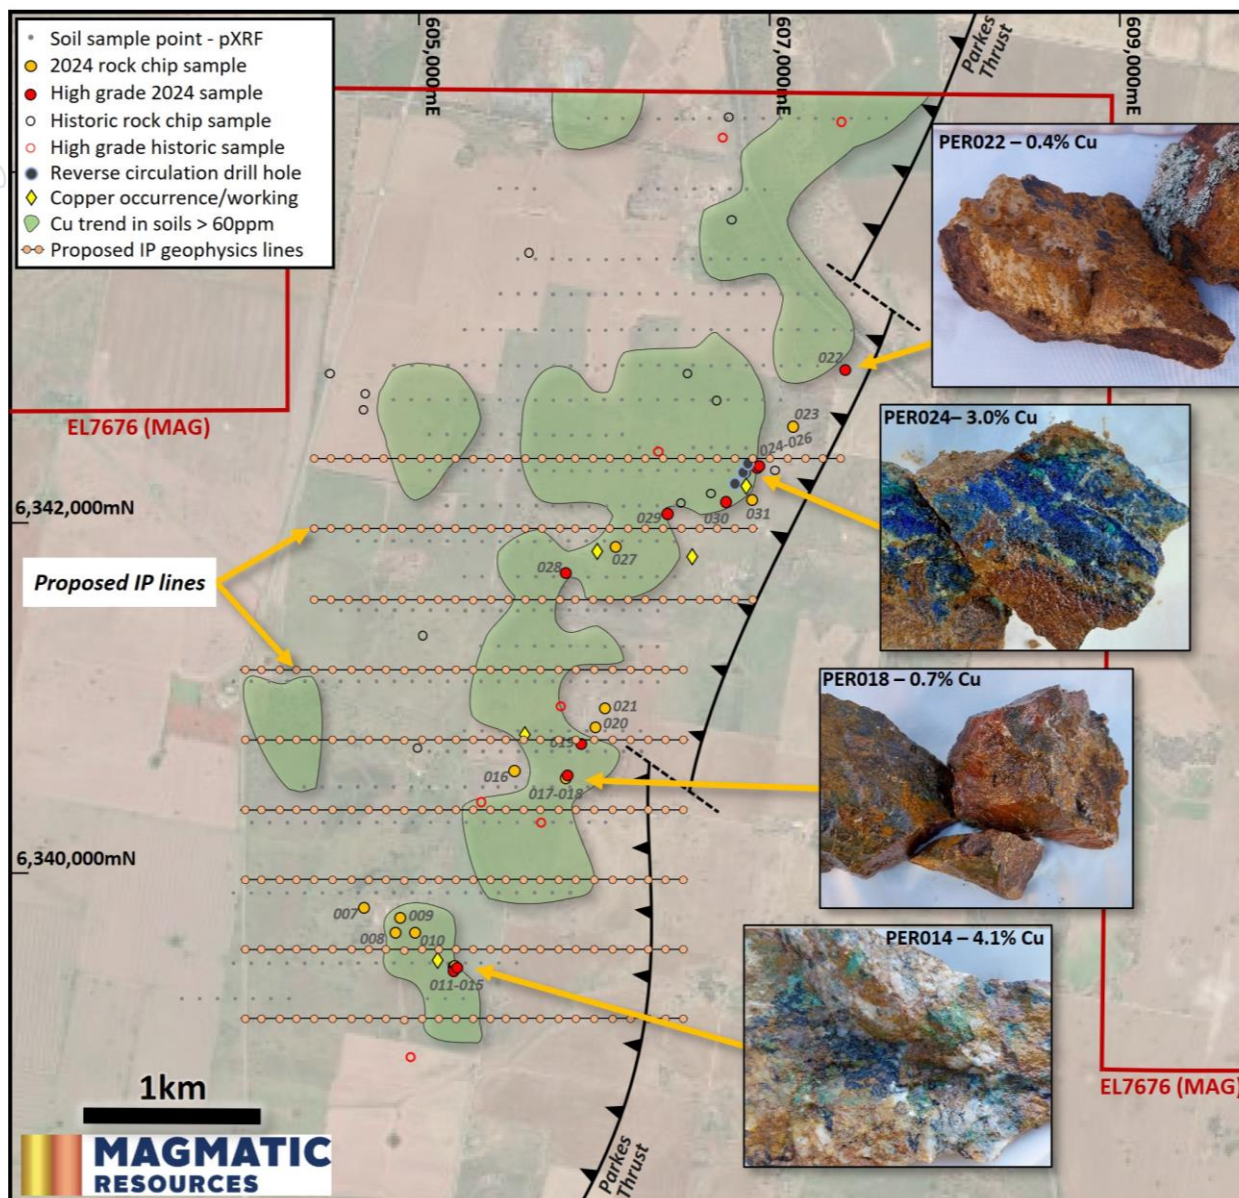 Soil sample point - pXRF
2024 rock chip sample
High grade 2024 sample
Historic rock chip sample
High grade historic sample
Reverse circulation drill hole
Copper occurrence/working
Cu trend in soils > 60ppm
Proposed IP geophysics lines
605,000mE
607,000mE
609,000mE
Parkes
Thrust
PER022 – 0.4% Cu
022
EL7676 (MAG)
023
024-026
PER024– 3.0% Cu
6,342,000mN
029
030
031
027
028
Proposed IP lines
PER018 – 0.7% Cu
021
020
019
016
017-018
6,340,000mN
007
009
008
010
011-015
PER014 – 4.1% Cu
1km
EL7676 (MAG)
Parkes
Thrust
MAGMATIC
RESOURCES